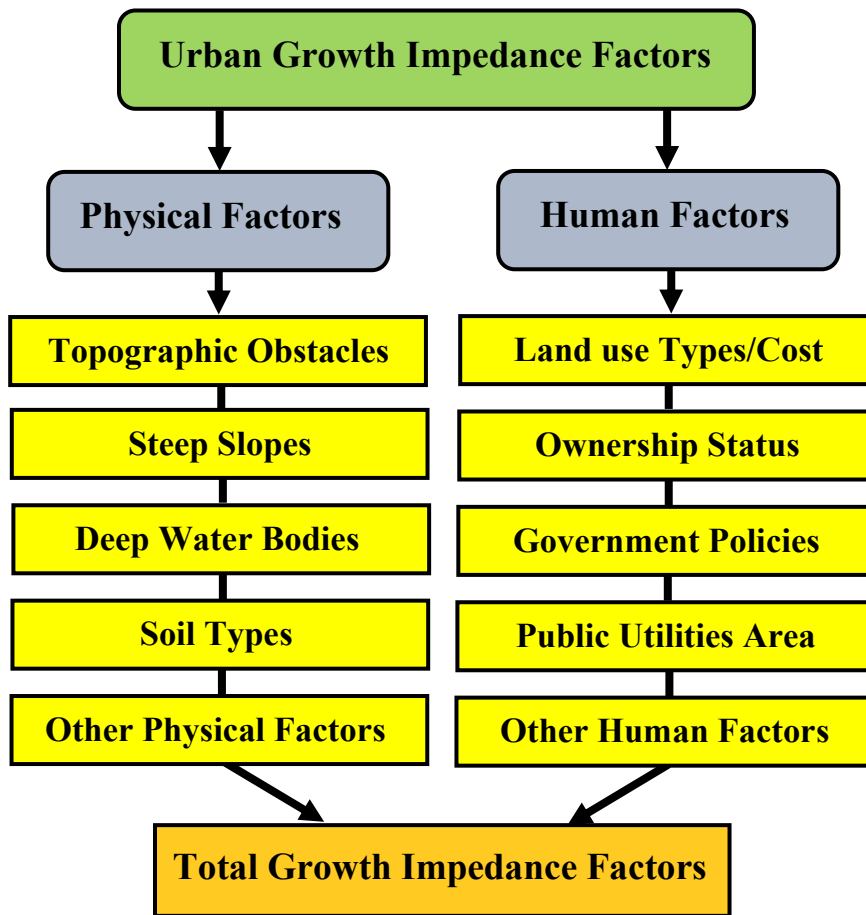 Urban Growth Impedance Factors
Physical Factors
Human Factors
Topographic Obstacles
Steep Slopes
Deep Water Bodies
Soil Types
Other Physical Factors
Land use Types/Cost
Ownership Status
Government Policies
Public Utilities Area
Other Human Factors
Total Growth Impedance Factors